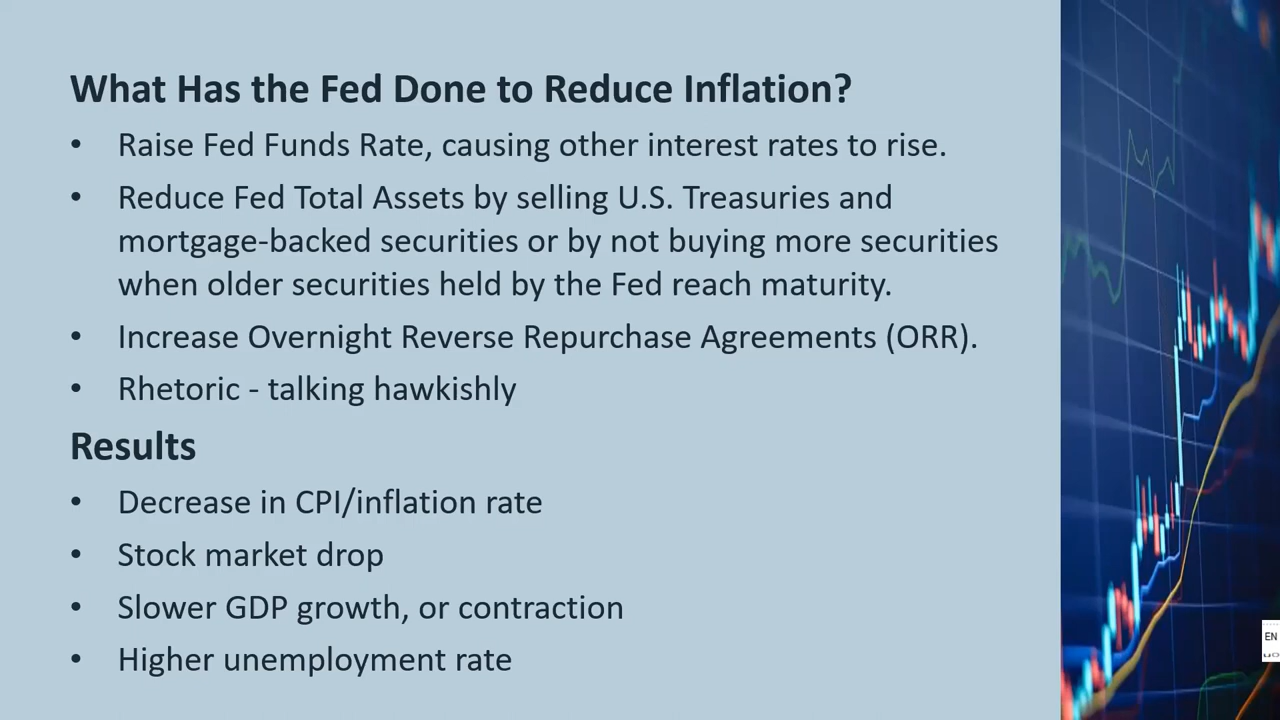 What Has the Fed Done to Reduce Inflation?
• Raise Fed Funds Rate, causing other interest rates to rise.
• Reduce Fed Total Assets by selling U.S. Treasuries and
mortgage-backed securities or by not buying more securities
when older securities held by the Fed reach maturity.
• Increase Overnight Reverse Repurchase Agreements (ORR).
• Rhetoric - talking hawkishly
Results
• Decrease in CPI/inflation rate
• Stock market drop
• Slower GDP growth, or contraction
• Higher unemployment rate
EN